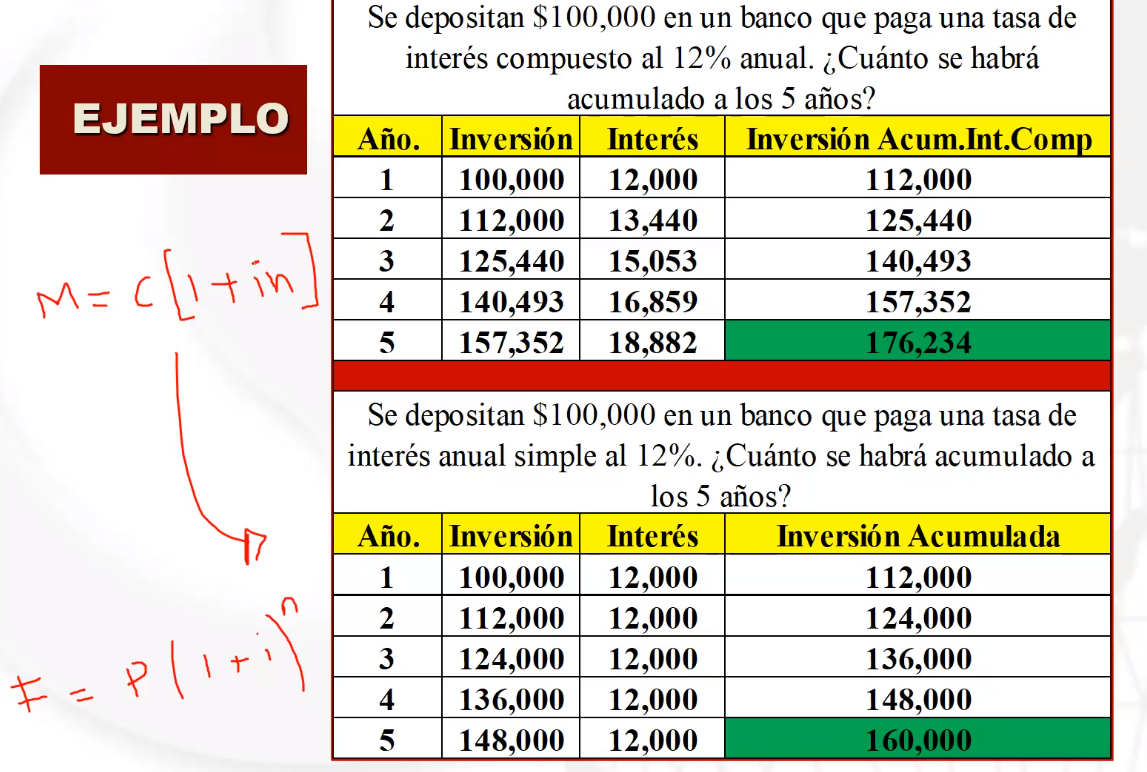 EJEMPLO
Se depositan $100,000 en un banco que paga una tasa de
interés compuesto al 12% anual. ¿Cuánto se habrá
acumulado a los 5 años?
Año. Inversión Interés Inversión Acum.Int.Comp
1 100,000 12,000 112,000
2 112,000 13,440 125,440
3 125,440 15,053 140,493
4 140,493 16,859 157,352
5 157,352 18,882 176,234
M = C[1 + in]
Se depositan $100,000 en un banco que paga una tasa de
interés anual simple al 12%. ¿Cuánto se habrá acumulado a
los 5 años?
Año. Inversión Interés Inversión Acumulada
1 100,000 12,000 112,000
2 112,000 12,000 124,000
3 124,000 12,000 136,000
4 136,000 12,000 148,000
5 148,000 12,000 160,000
F = P(1 + i)^n